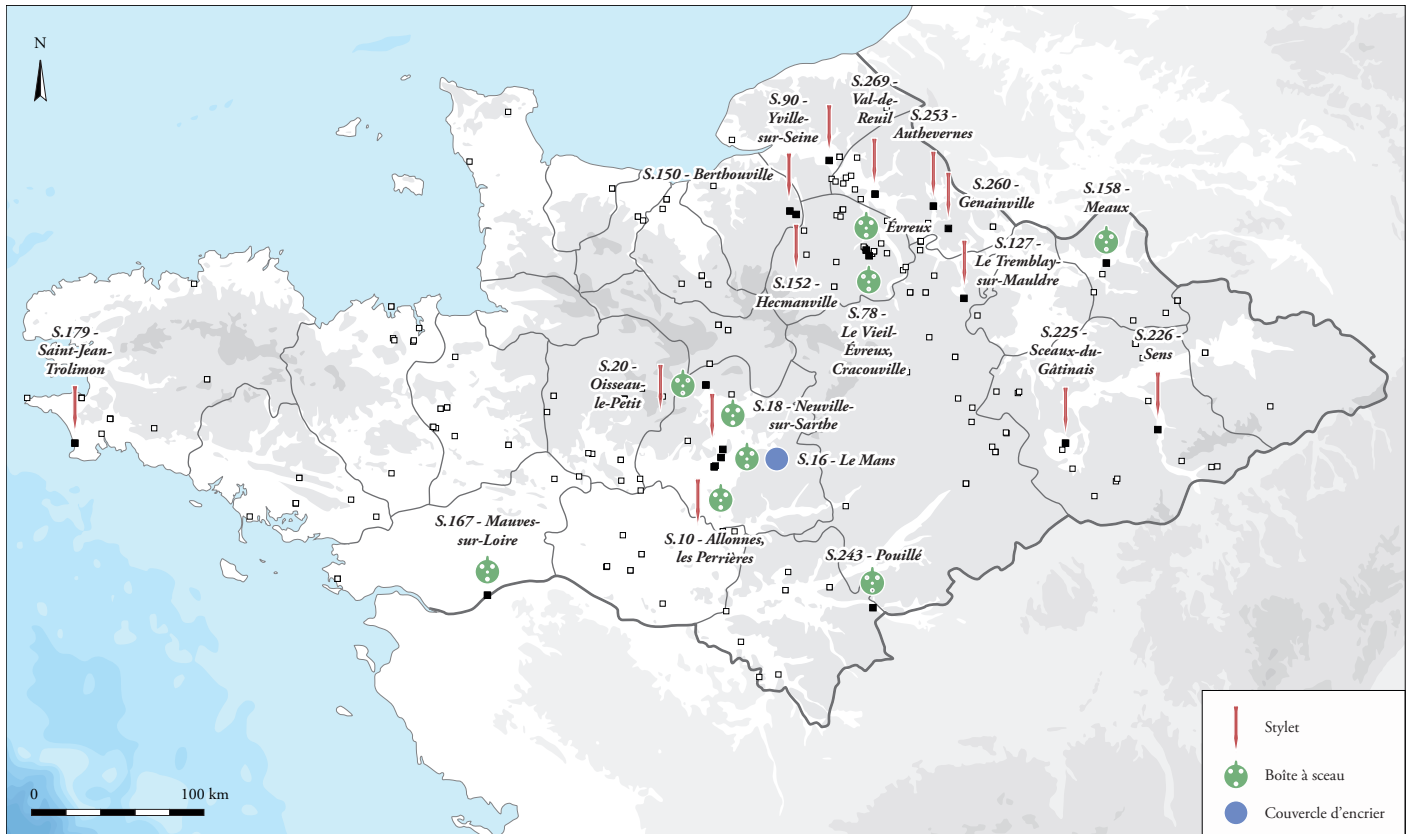 N
S.269 -
Val-de-
Reuil
S.90 -
Yville-
sur-Seine
S.253 -
Authevernes
S.150 - Berthouville
S.260 -
Genainville
S.158 -
Meaux
Évreux
S.127 -
Le Tremblay-
sur-Mauldre
S.152 -
Hecmanville
S.78 -
Le Vieil-
Évreux,
Cracouville
S.179 -
Saint-Jean-
Trolimon
S.225 -
Sceaux-du-
Gâtinais
S.226 -
Sens
S.20 -
Oisseau-
le-Petit
S.18 - Neuville-
sur-Sarthe
S.16 - Le Mans
S.167 - Mauves-
sur-Loire
S.10 - Allonnes,
les Perrières
S.243 - Pouillé
Stylet
Boîte à sceau
Couvercle d'encrier
0 100 km